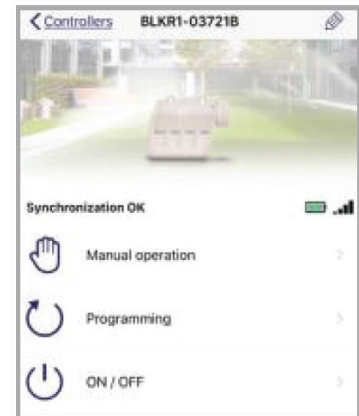 Controllers BLKR1-03721B
Synchronization OK
Manual operation
Programming
ON / OFF